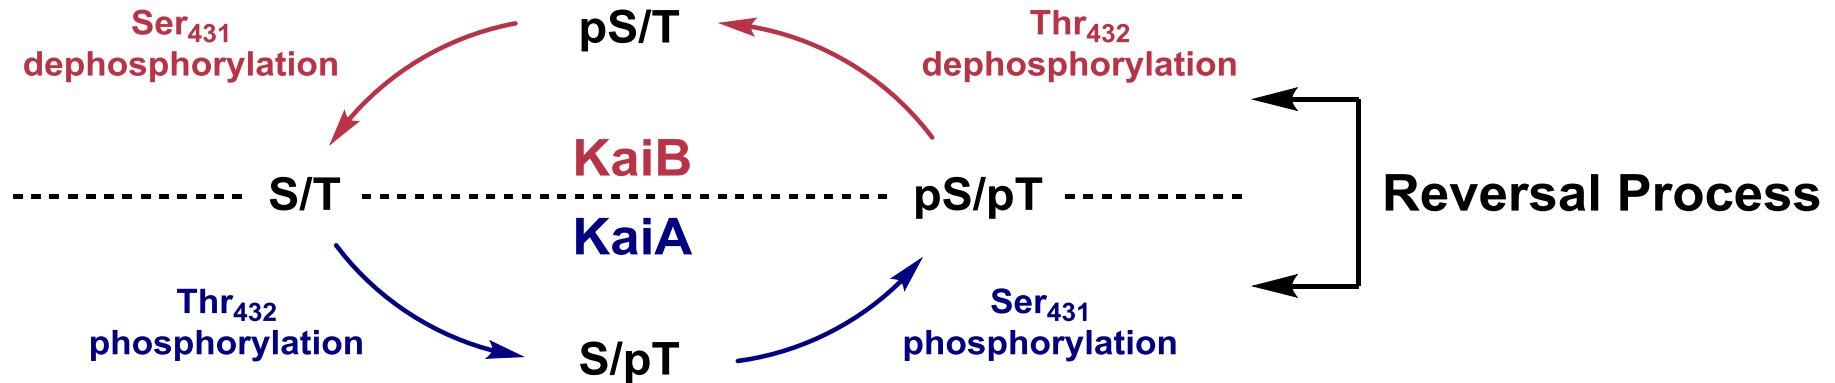 Ser431
dephosphorylation
pS/T
Thr432
dephosphorylation
KaiB
S/T
pS/pT
Reversal Process
KaiA
Thr432
phosphorylation
S/pT
Ser431
phosphorylation